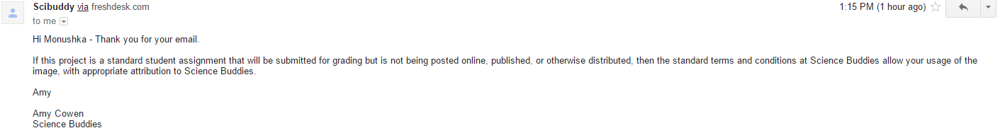 Scibuddy via freshdesk.com
1:15 PM (1 hour ago)
to me
Hi Monushka - Thank you for your email.
If this project is a standard student assignment that will be submitted for grading but is not being posted online, published, or otherwise distributed, then the standard terms and conditions at Science Buddies allow your usage of the
image, with appropriate attribution to Science Buddies.
Amy
Amy Cowen
Science Buddies